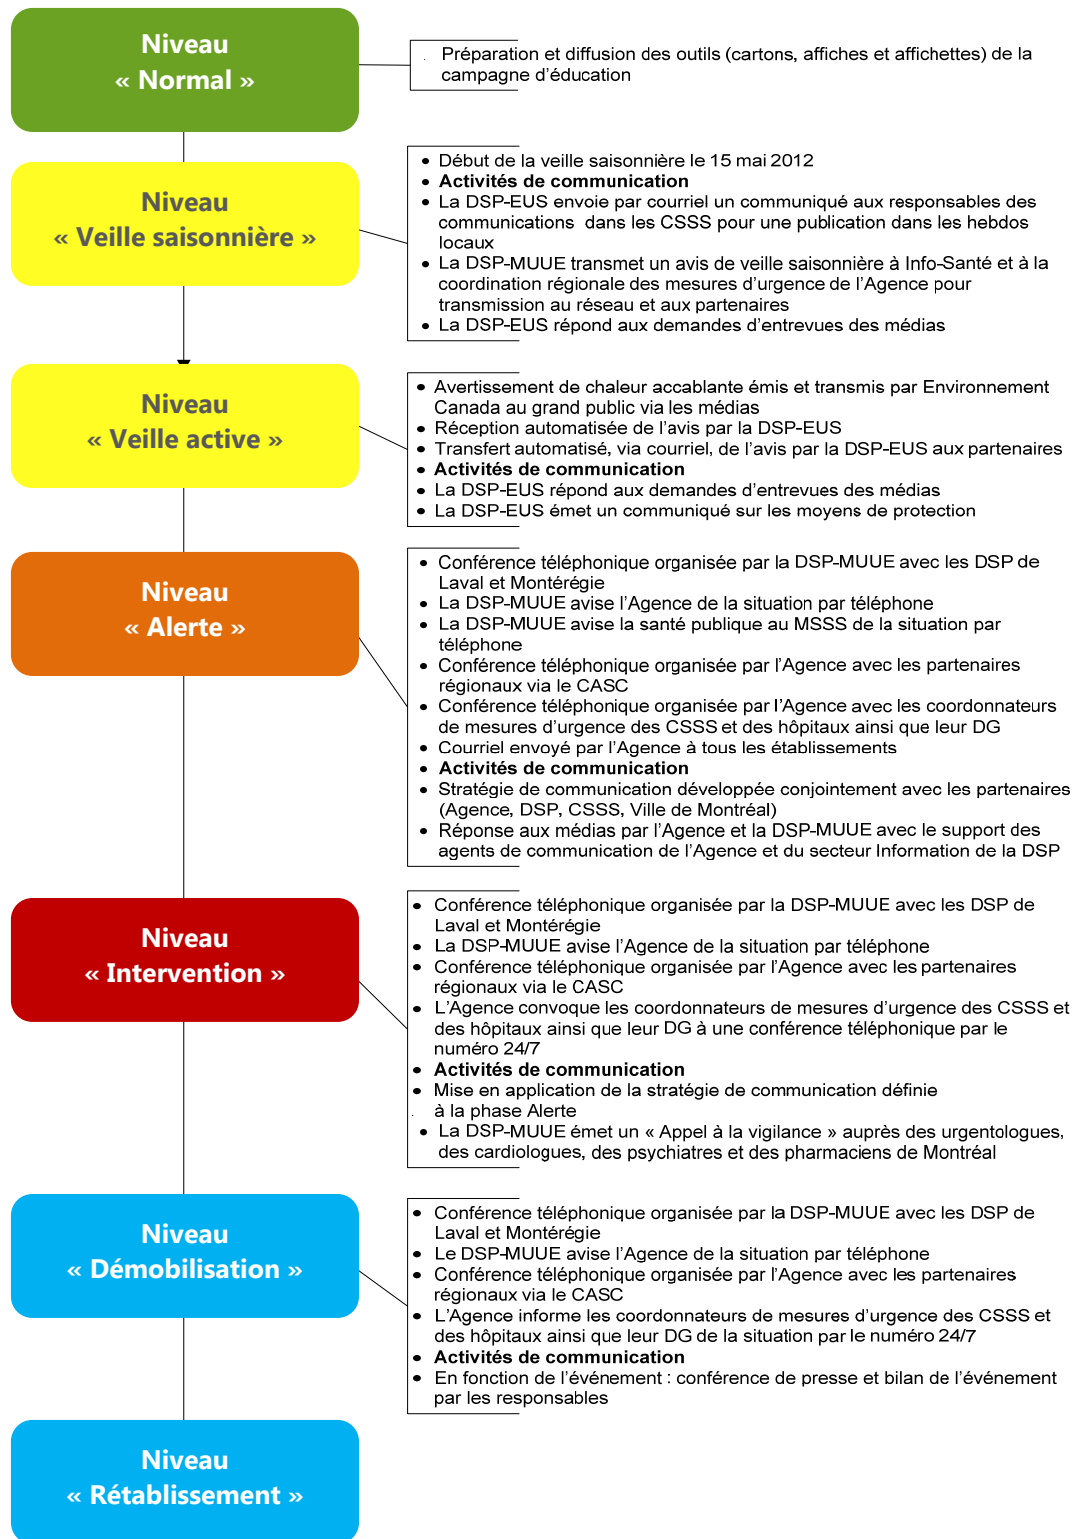 Niveau
« Normal »
. Préparation et diffusion des outils (cartons, affiches et affichettes) de la
campagne d’éducation
Niveau
« Veille saisonnière »
• Début de la veille saisonnière le 15 mai 2012
• Activités de communication
• La DSP-EUS envoie par courriel un communiqué aux responsables des
communications dans les CSSS pour une publication dans les hebdos
locaux
• La DSP-MUUE transmet un avis de veille saisonnière à Info-Santé et à la
coordination régionale des mesures d’urgence de l’Agence pour
transmission au réseau et aux partenaires
• La DSP-EUS répond aux demandes d’entrevues des médias
Niveau
« Veille active »
• Avertissement de chaleur accablante émis et transmis par Environnement
Canada au grand public via les médias
• Réception automatisée de l’avis par la DSP-EUS
• Transfert automatisé, via courriel, de l’avis par la DSP-EUS aux partenaires
• Activités de communication
• La DSP-EUS répond aux demandes d’entrevues des médias
• La DSP-EUS émet un communiqué sur les moyens de protection
Niveau
« Alerte »
• Conférence téléphonique organisée par la DSP-MUUE avec les DSP de
Laval et Montérégie
• La DSP-MUUE avise l’Agence de la situation par téléphone
• La DSP-MUUE avise la santé publique au MSSS de la situation par
téléphone
• Conférence téléphonique organisée par l’Agence avec les partenaires
régionaux via le CASC
• Conférence téléphonique organisée par l’Agence avec les coordonnateurs
de mesures d’urgence des CSSS et des hôpitaux ainsi que leur DG
• Courriel envoyé par l’Agence à tous les établissements
• Activités de communication
• Stratégie de communication développée conjointement avec les partenaires
(Agence, DSP, CSSS, Ville de Montréal)
• Réponse aux médias par l’Agence et la DSP-MUUE avec le support des
agents de communication de l’Agence et du secteur Information de la DSP
Niveau
« Intervention »
• Conférence téléphonique organisée par la DSP-MUUE avec les DSP de
Laval et Montérégie
• La DSP-MUUE avise l’Agence de la situation par téléphone
• Conférence téléphonique organisée par l’Agence avec les partenaires
régionaux via le CASC
• L’Agence convoque les coordonnateurs de mesures d’urgence des CSSS et
des hôpitaux ainsi que leur DG à une conférence téléphonique par le
numéro 24/7
• Activités de communication
• Mise en application de la stratégie de communication définie
. à la phase Alerte
• La DSP-MUUE émet un « Appel à la vigilance » auprès des urgentologues,
des cardiologues, des psychiatres et des pharmaciens de Montréal
Niveau
« Démobilisation »
• Conférence téléphonique organisée par la DSP-MUUE avec les DSP de
Laval et Montérégie
• Le DSP-MUUE avise l’Agence de la situation par téléphone
• Conférence téléphonique organisée par l’Agence avec les partenaires
régionaux via le CASC
• L’Agence informe les coordonnateurs de mesures d’urgence des CSSS et
des hôpitaux ainsi que leur DG de la situation par le numéro 24/7
• Activités de communication
• En fonction de l’événement : conférence de presse et bilan de l’événement
par les responsables
Niveau
« Rétablissement »